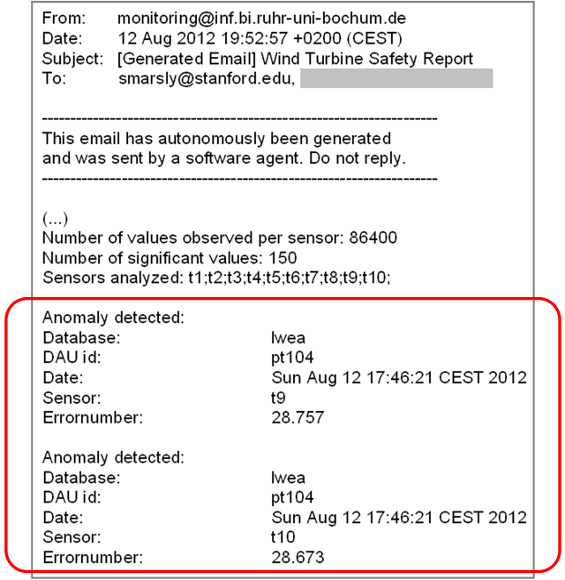 From: monitoring@inf.bi.ruhr-uni-bochum.de
Date: 12 Aug 2012 19:52:57 +0200 (CEST)
Subject: [Generated Email] Wind Turbine Safety Report
To: smarsly@stanford.edu,
------------------------------------------------------------------
This email has autonomously been generated
and was sent by a software agent. Do not reply.
------------------------------------------------------------------
(...)
Number of values observed per sensor: 86400
Number of significant values: 150
Sensors analyzed: t1;t2;t3;t4;t5;t6;t7;t8;t9;t10;
Anomaly detected:
Database: lwea
DAU id: pt104
Date: Sun Aug 12 17:46:21 CEST 2012
Sensor: t9
Errornumber: 28.757
Anomaly detected:
Database: lwea
DAU id: pt104
Date: Sun Aug 12 17:46:21 CEST 2012
Sensor: t10
Errornumber: 28.673